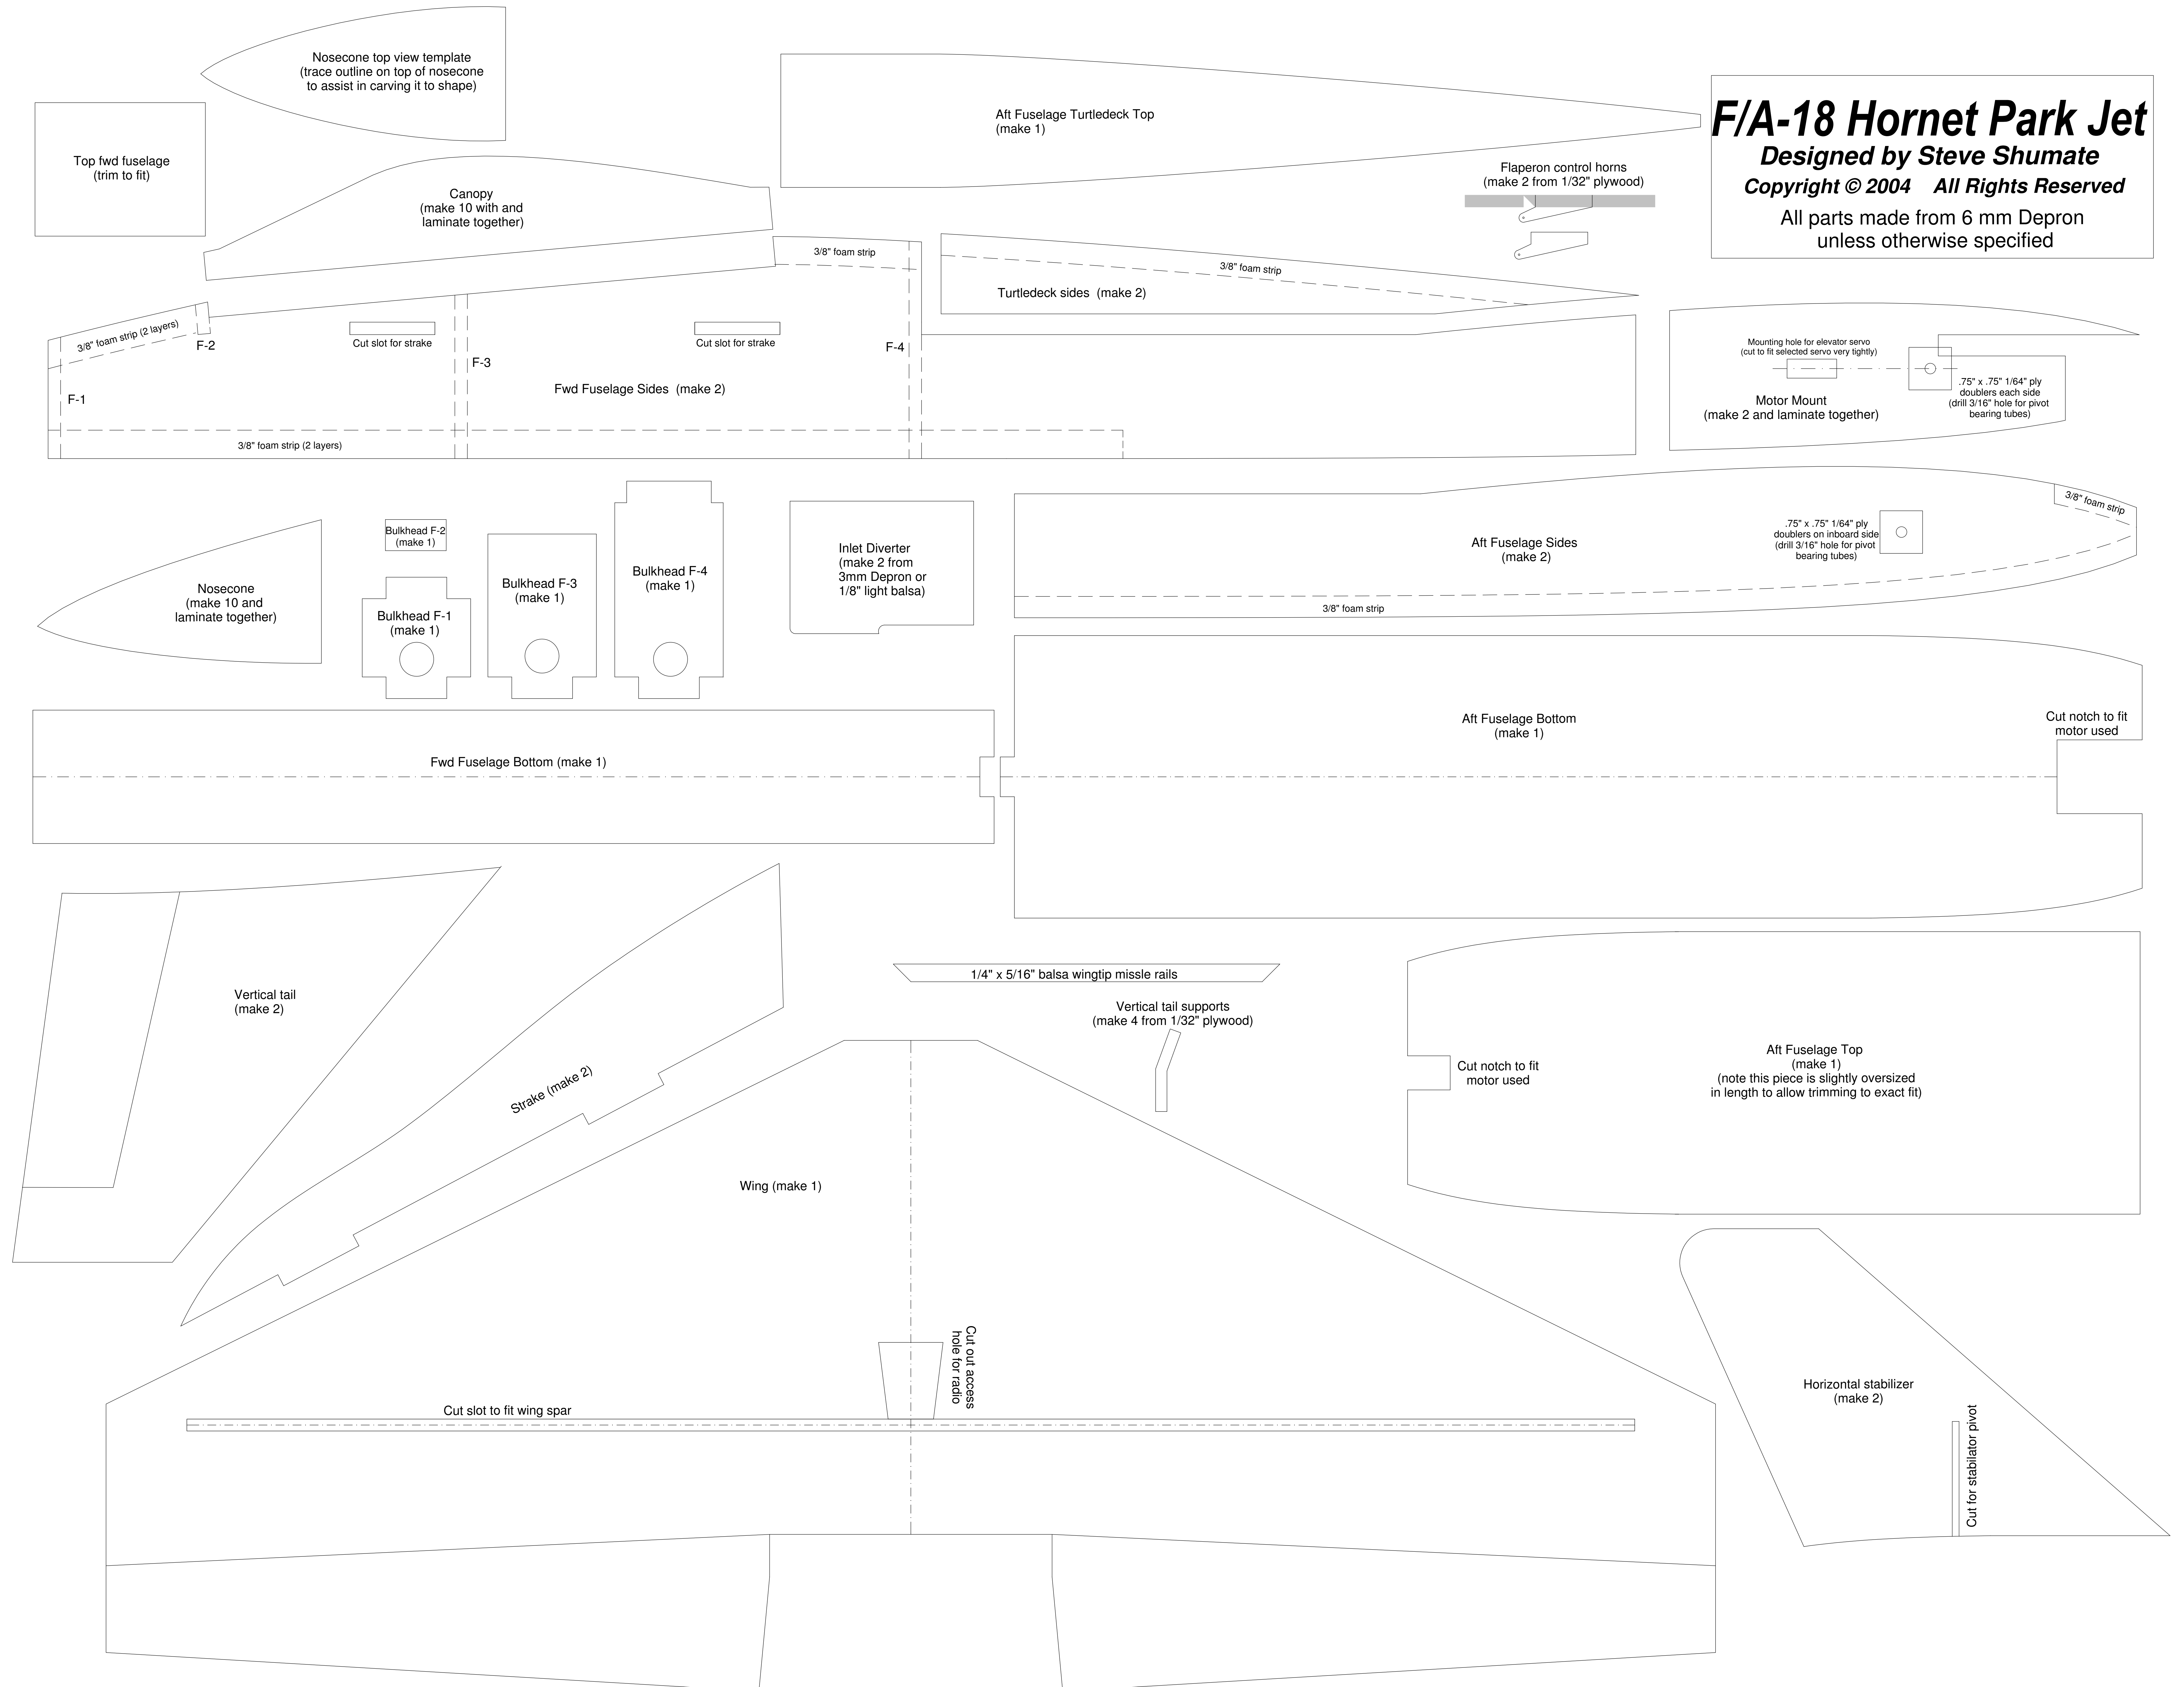 Nosecone top view template
(trace outline on top of nosecone
to assist in carving it to shape)
Top fwd fuselage
(trim to fit)
Canopy
(make 10 with and
laminate together)
Aft Fuselage Turtledeck Top
(make 1)
Flaperon control horns
(make 2 from 1/32" plywood)
F/A-18 Hornet Park Jet
Designed by Steve Shumate
Copyright © 2004 All Rights Reserved
All parts made from 6 mm Depron
unless otherwise specified
3/8" foam strip
3/8" foam strip
Turtledeck sides (make 2)
3/8" foam strip (2 layers)
F-2
Cut slot for strake
F-3
Cut slot for strake
F-4
Fwd Fuselage Sides (make 2)
F-1
3/8" foam strip (2 layers)
Mounting hole for elevator servo
(cut to fit selected servo very tightly)
Motor Mount
(make 2 and laminate together)
.75" x .75" 1/64" ply
doublers each side
(drill 3/16" hole for pivot
bearing tubes)
Nosecone
(make 10 and
laminate together)
Bulkhead F-2
(make 1)
Bulkhead F-1
(make 1)
Bulkhead F-3
(make 1)
Bulkhead F-4
(make 1)
Inlet Diverter
(make 2 from
3mm Depron or
1/8" light balsa)
Aft Fuselage Sides
(make 2)
.75" x .75" 1/64" ply
doublers on inboard side
(drill 3/16" hole for pivot
bearing tubes)
3/8" foam strip
3/8" foam strip
Fwd Fuselage Bottom (make 1)
Aft Fuselage Bottom
(make 1)
Cut notch to fit
motor used
Vertical tail
(make 2)
Strake (make 2)
1/4" x 5/16" balsa wingtip missle rails
Vertical tail supports
(make 4 from 1/32" plywood)
Cut notch to fit
motor used
Aft Fuselage Top
(make 1)
(note this piece is slightly oversized
in length to allow trimming to exact fit)
Wing (make 1)
Cut out access
hole for radio
Cut slot to fit wing spar
Horizontal stabilizer
(make 2)
Cut for stabilator pivot